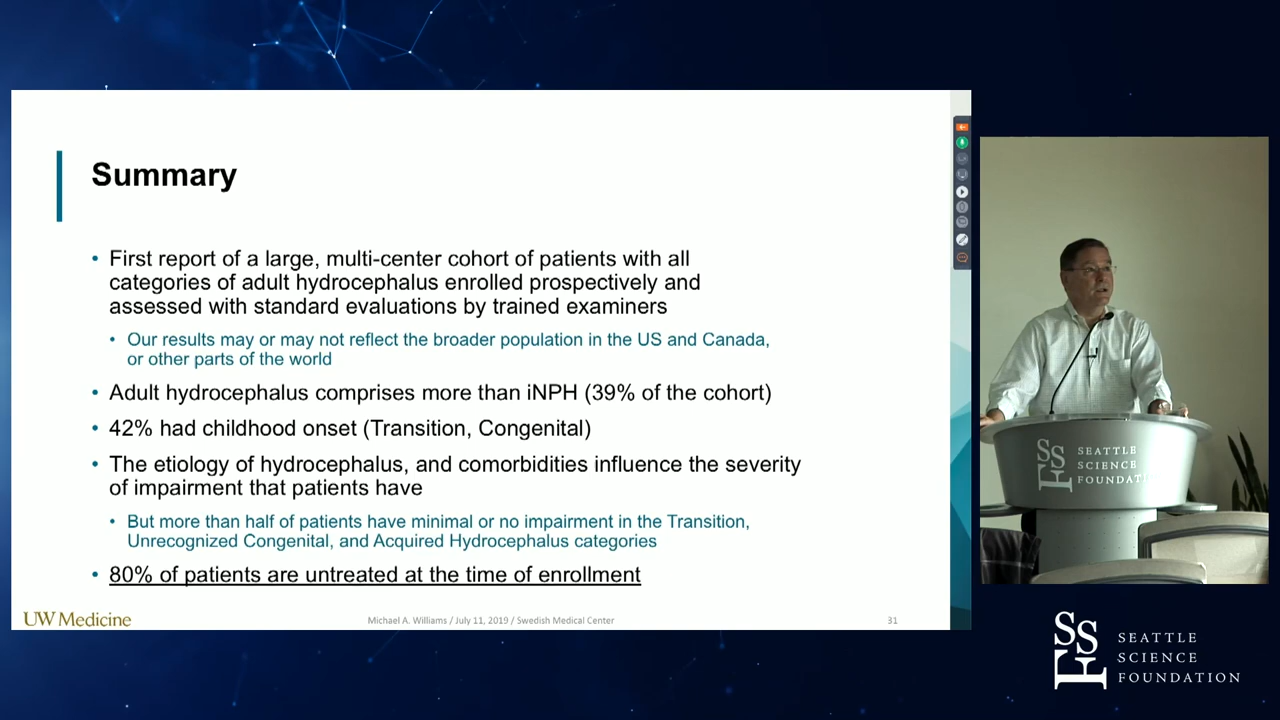 Summary
• First report of a large, multi-center cohort of patients with all
categories of adult hydrocephalus enrolled prospectively and
assessed with standard evaluations by trained examiners
• Our results may or may not reflect the broader population in the US and Canada,
or other parts of the world
• Adult hydrocephalus comprises more than iNPH (39% of the cohort)
• 42% had childhood onset (Transition, Congenital)
• The etiology of hydrocephalus, and comorbidities influence the severity
of impairment that patients have
• But more than half of patients have minimal or no impairment in the Transition,
Unrecognized Congenital, and Acquired Hydrocephalus categories
• 80% of patients are untreated at the time of enrollment
UW Medicine
Michael A. Williams / July 11, 2019 / Swedish Medical Center
31
SSF
SEATTLE
SCIENCE
FOUNDAT
SSF
SEATTLE
SCIENCE
FOUNDATION